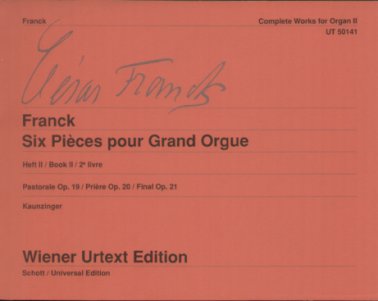 Franck
Complete Works for Organ II
UT 50141
César Franck
Franck
Six Pièces pour Grand Orgue
Heft II / Book II / 2e livre
Pastorale Op. 19 / Prière Op. 20 / Final Op. 21
Kaunzinger
Wiener Urtext Edition
Schott / Universal Edition